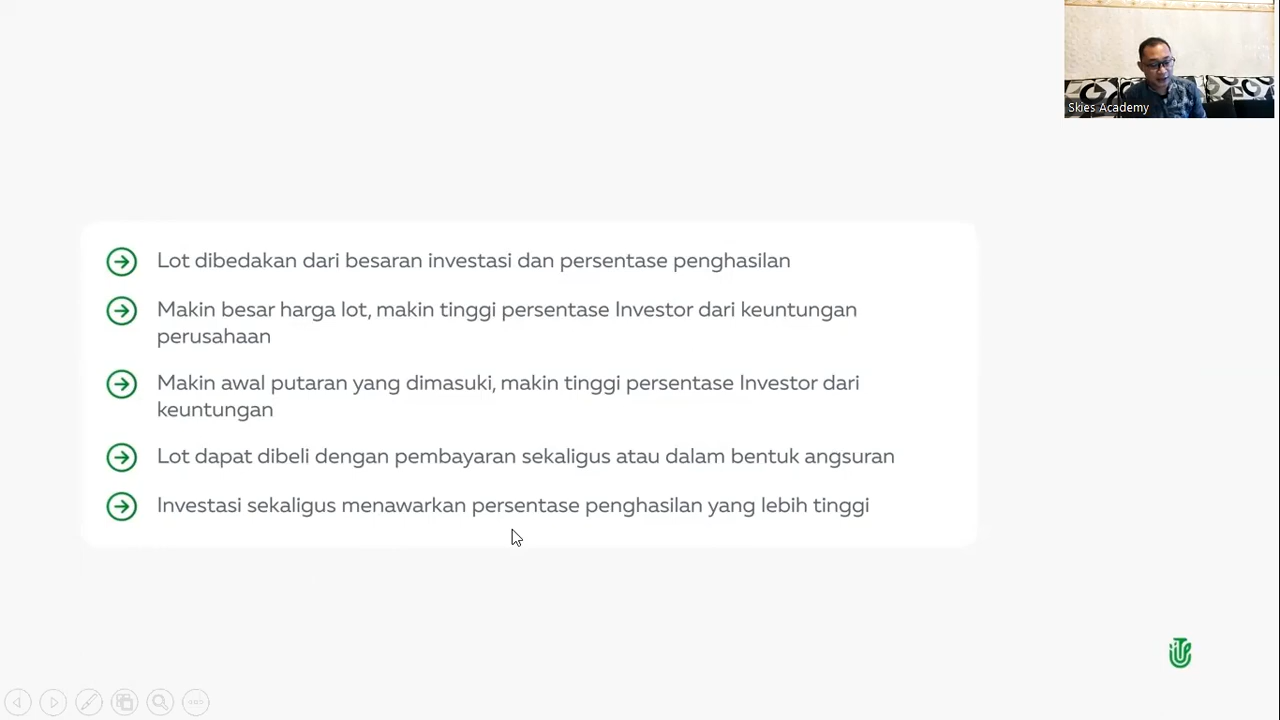 Skies Academy
Lot dibedakan dari besaran investasi dan persentase penghasilan
Makin besar harga lot, makin tinggi persentase Investor dari keuntungan
perusahaan
Makin awal putaran yang dimasuki, makin tinggi persentase Investor dari
keuntungan
Lot dapat dibeli dengan pembayaran sekaligus atau dalam bentuk angsuran
Investasi sekaligus menawarkan persentase penghasilan yang lebih tinggi